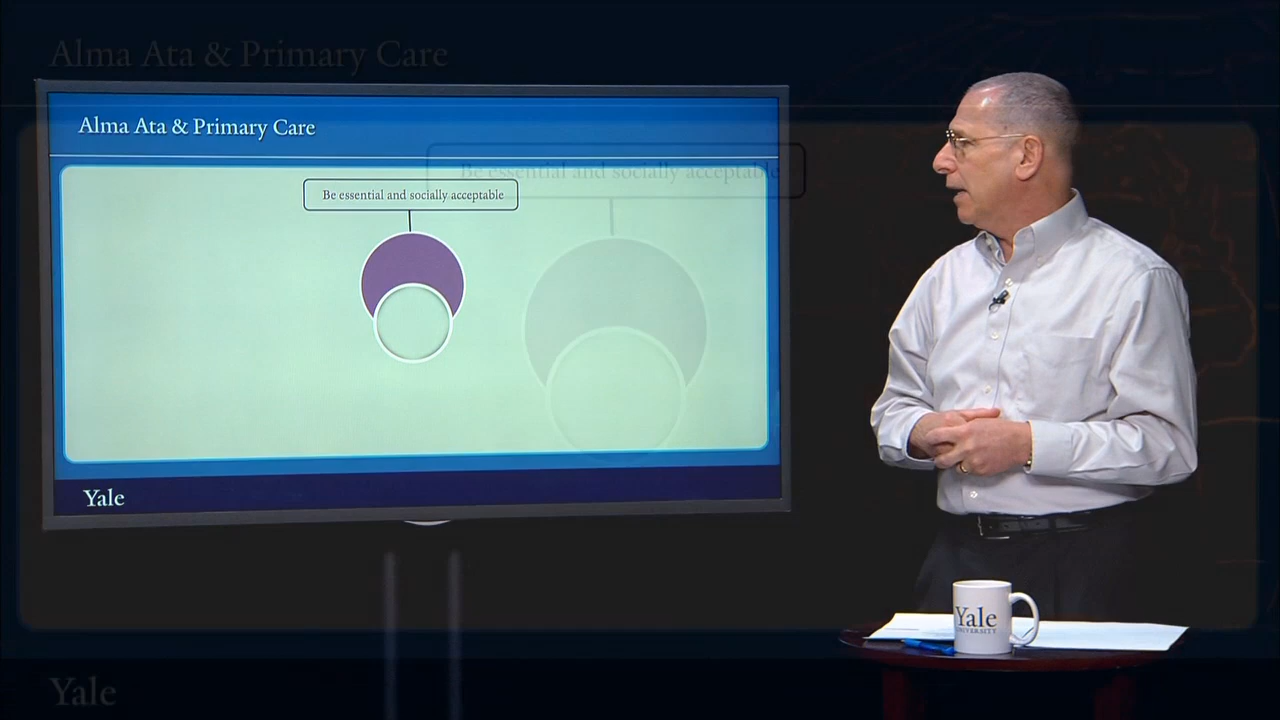 Alma Ata & Primary Care
Alma Ata & Primary Care
Be essential and socially acceptable
Be essential and socially acceptable
Yale
Yale
UNIVERSITY
Yale